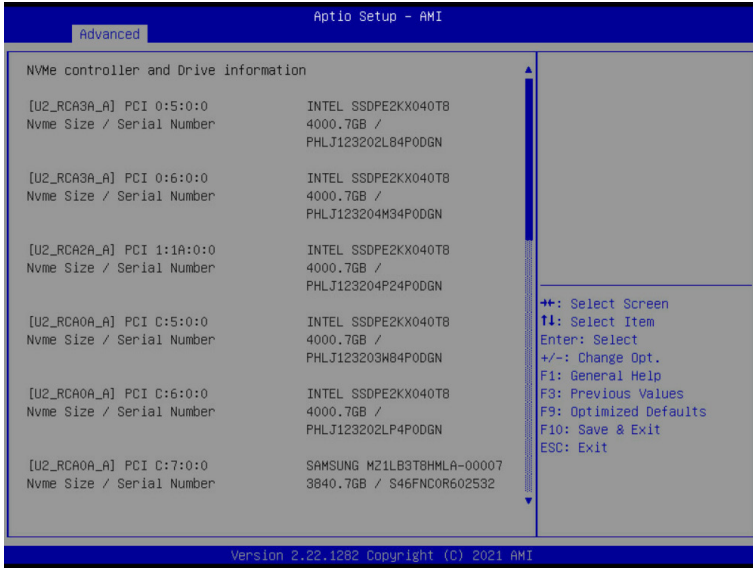 Aptio Setup – AMI
Advanced
NVMe controller and Drive information
[U2_RCA3A_A] PCI 0:5:0:0 INTEL SSDPE2KX040T8
Nvme Size / Serial Number 4000.7GB /
PHLJ123202L84P0DGN
[U2_RCA3A_A] PCI 0:6:0:0 INTEL SSDPE2KX040T8
Nvme Size / Serial Number 4000.7GB /
PHLJ123204M34P0DGN
[U2_RCA2A_A] PCI 1:1A:0:0 INTEL SSDPE2KX040T8
Nvme Size / Serial Number 4000.7GB /
PHLJ123204P24P0DGN
[U2_RCA0A_A] PCI C:5:0:0 INTEL SSDPE2KX040T8
Nvme Size / Serial Number 4000.7GB /
PHLJ123203W84P0DGN
[U2_RCA0A_A] PCI C:6:0:0 INTEL SSDPE2KX040T8
Nvme Size / Serial Number 4000.7GB /
PHLJ123202LP4P0DGN
[U2_RCA0A_A] PCI C:7:0:0 SAMSUNG MZ1LB3T8HMLA-00007
Nvme Size / Serial Number 3840.7GB / S46FNC0R602532
→←: Select Screen
↑↓: Select Item
Enter: Select
+/-: Change Opt.
F1: General Help
F3: Previous Values
F9: Optimized Defaults
F10: Save & Exit
ESC: Exit
Version 2.22.1282 Copyright (C) 2021 AMI